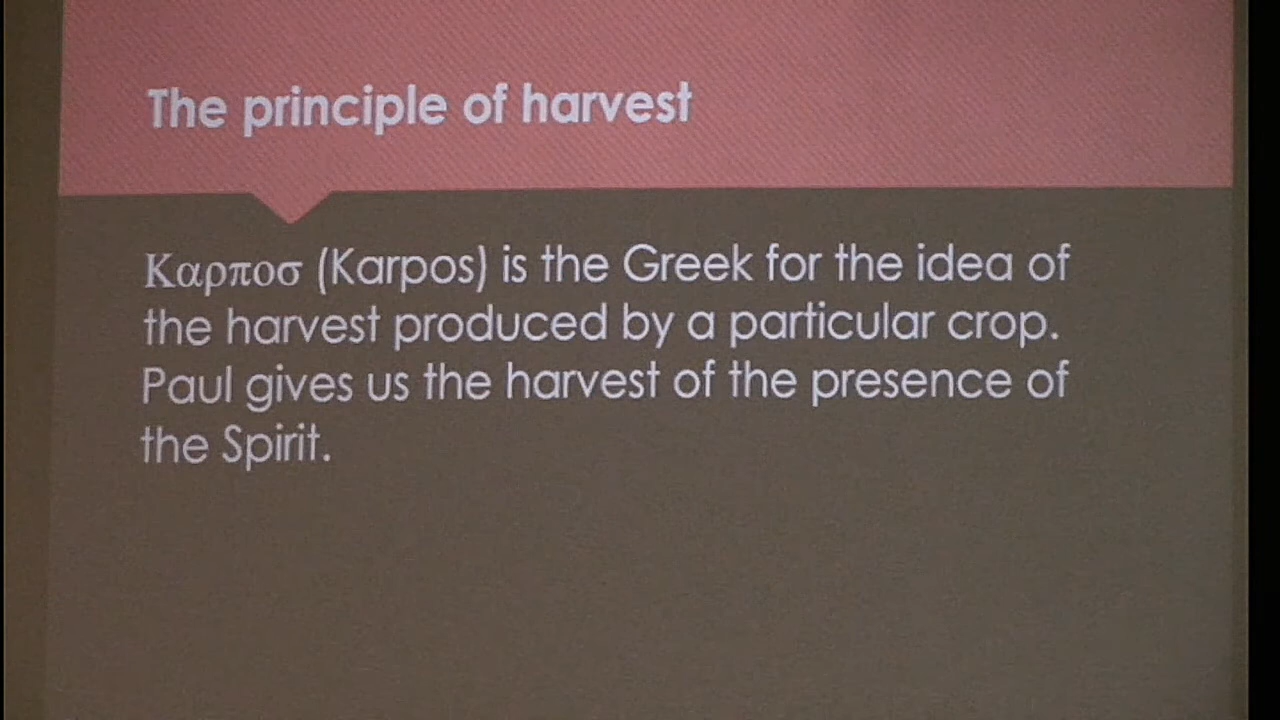 The principle of harvest
Καρποσ (Karpos) is the Greek for the idea of
the harvest produced by a particular crop.
Paul gives us the harvest of the presence of
the Spirit.